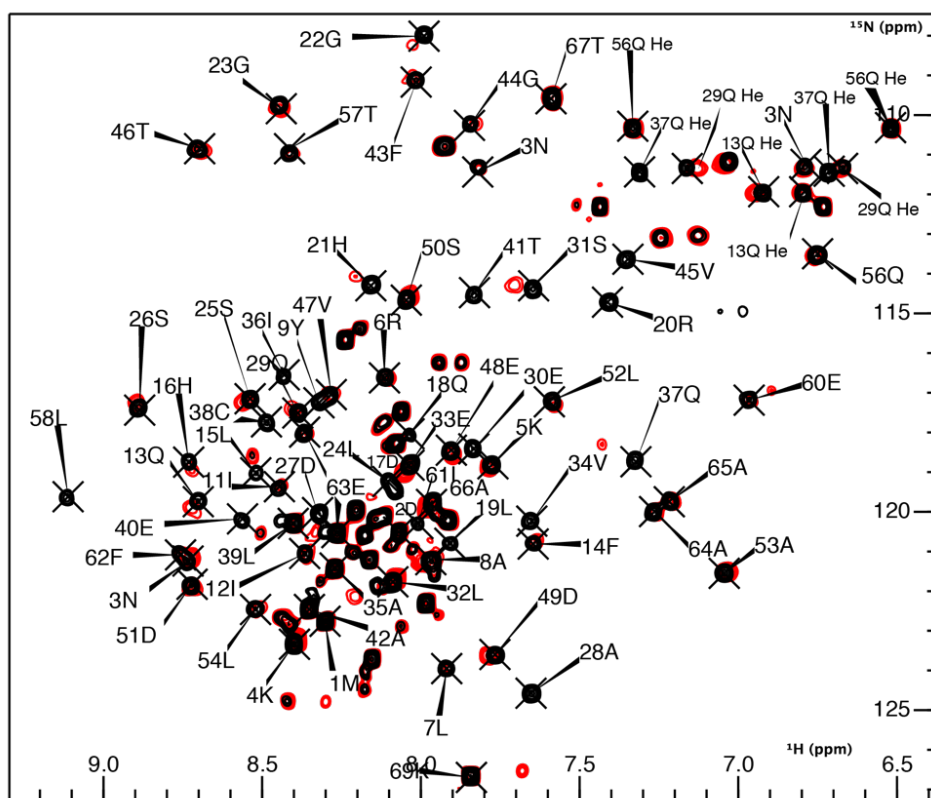 ¹⁵N (ppm)
22G
67T
56Q He
23G
44G
29Q He
37Q He
56Q He
110
46T
57T
43F
3N
37Q He
13Q He
3N
29Q He
21H
50S
41T
31S
45V
13Q He
56Q
115
26S
25S
36I
9Y
47V
6R
20R
29Q
18Q
48E
30E
52L
37Q
60E
16H
38C
33E
5K
58L
15L
24L
17D
34V
65A
13Q
11I
27D
63E
61I
66A
120
40E
2D
19L
39L
8A
14F
64A
53A
62F
12I
3N
35A
32L
49D
51D
54L
42A
28A
4K
1M
7L
125
¹H (ppm)
69K
9.0
8.5
8.0
7.5
7.0
6.5